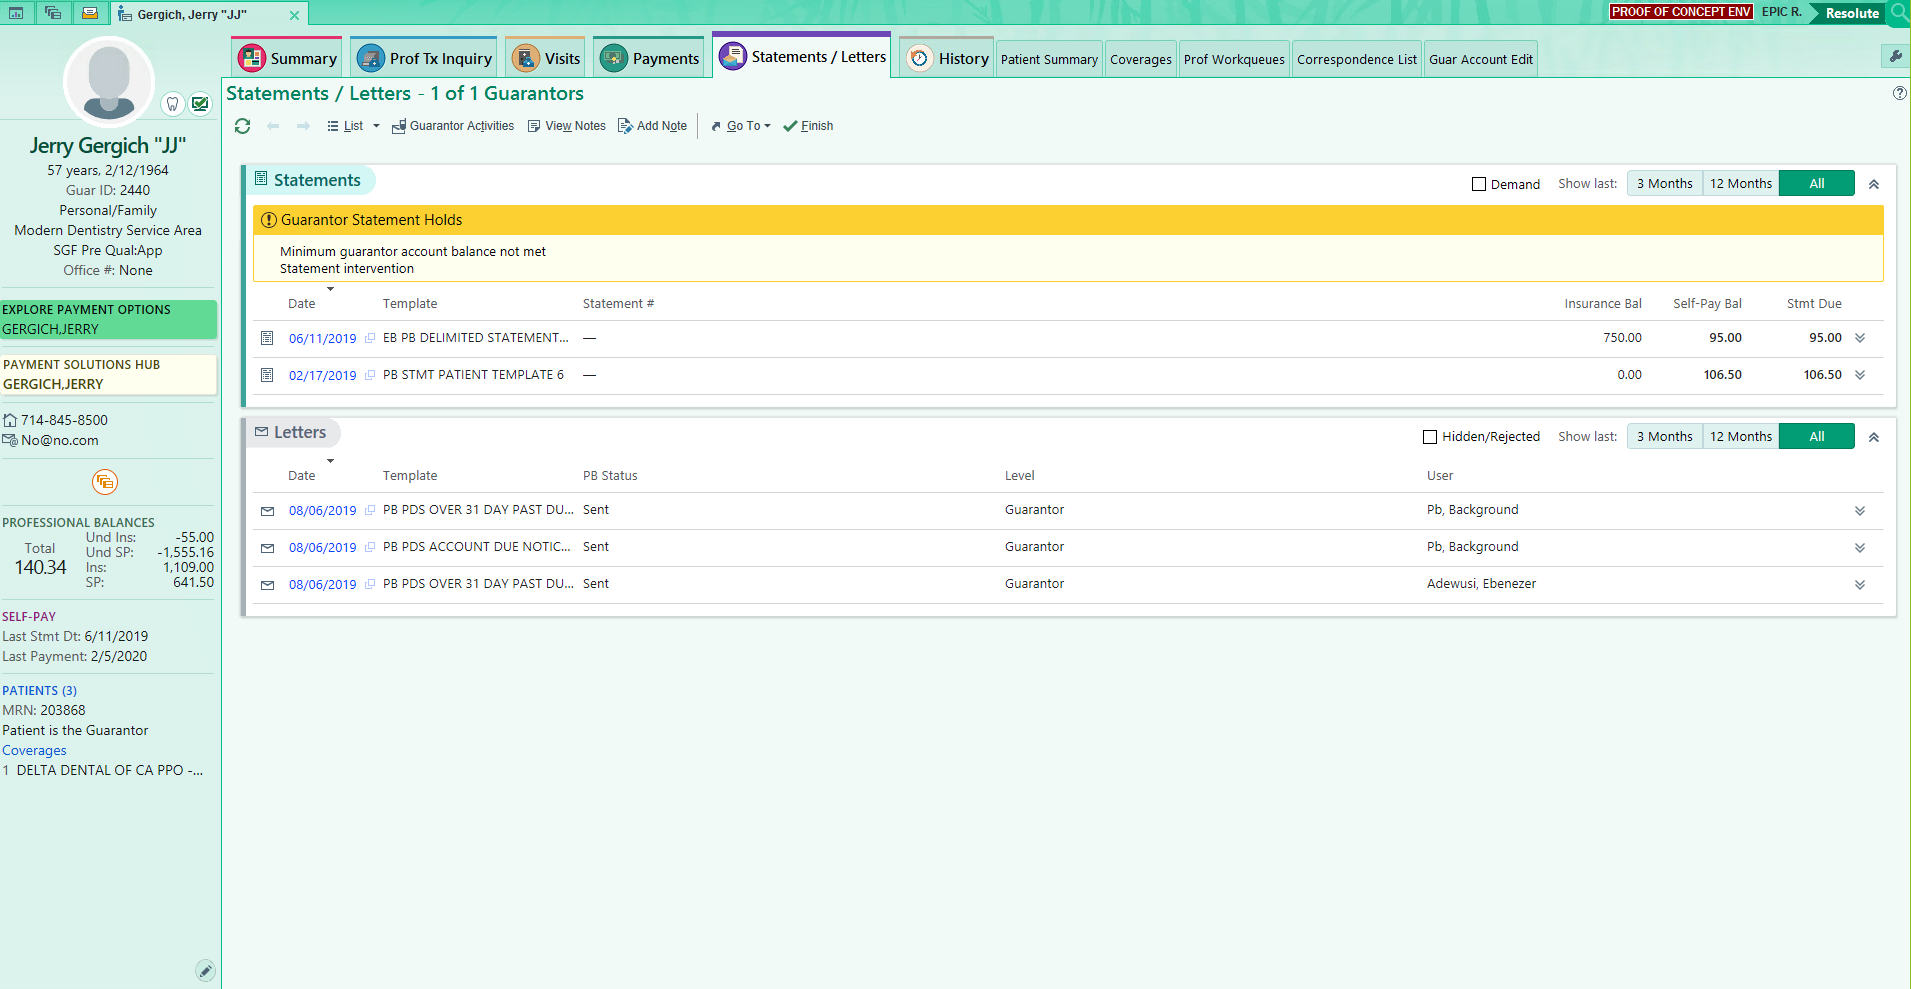 Gergich, Jerry "JJ"
PROOF OF CONCEPT ENV
EPIC R.
Resolute
Summary
Prof Tx Inquiry
Visits
Payments
Statements / Letters
History
Patient Summary
Coverages
Prof Workqueues
Correspondence List
Guar Account Edit
Statements / Letters - 1 of 1 Guarantors
List
Guarantor Activities
View Notes
Add Note
Go To
Finish
Jerry Gergich "JJ"
57 years, 2/12/1964
Guar ID: 2440
Personal/Family
Modern Dentistry Service Area
SGF Pre Qual:App
Office #: None
EXPLORE PAYMENT OPTIONS
GERGICH,JERRY
PAYMENT SOLUTIONS HUB
GERGICH,JERRY
714-845-8500
No@no.com
PROFESSIONAL BALANCES
Total
140.34
Und Ins: -55.00
Und SP: -1,555.16
Ins: 1,109.00
SP: 641.50
SELF-PAY
Last Stmt Dt: 6/11/2019
Last Payment: 2/5/2020
PATIENTS (3)
MRN: 203868
Patient is the Guarantor
Coverages
1 DELTA DENTAL OF CA PPO -...
Statements
Demand Show last: 3 Months 12 Months All
Guarantor Statement Holds
Minimum guarantor account balance not met
Statement intervention
Date Template Statement # Insurance Bal Self-Pay Bal Stmt Due
06/11/2019 EB PB DELIMITED STATEMENT... — 750.00 95.00 95.00
02/17/2019 PB STMT PATIENT TEMPLATE 6 — 0.00 106.50 106.50
Letters
Hidden/Rejected Show last: 3 Months 12 Months All
Date Template PB Status Level User
08/06/2019 PB PDS OVER 31 DAY PAST DU... Sent Guarantor Pb, Background
08/06/2019 PB PDS ACCOUNT DUE NOTIC... Sent Guarantor Pb, Background
08/06/2019 PB PDS OVER 31 DAY PAST DU... Sent Guarantor Adewusi, Ebenezer